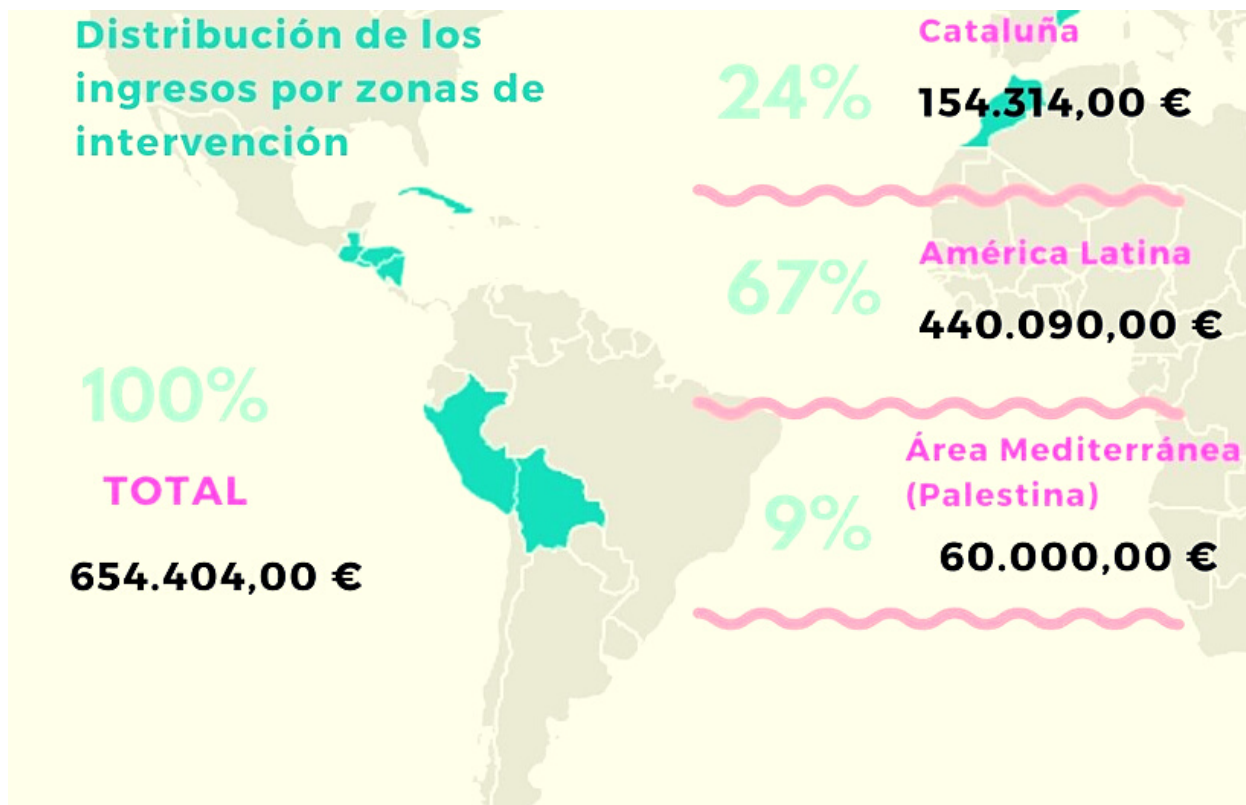 Distribución de los
ingresos por zonas de
intervención
100%
TOTAL
654.404,00 €
24%
Cataluña
154.314,00 €
67%
América Latina
440.090,00 €
9%
Área Mediterránea
(Palestina)
60.000,00 €